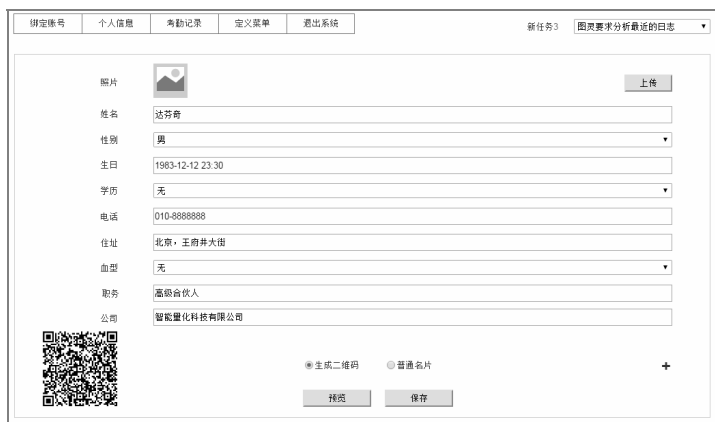 绑定账号 个人信息 考勤记录 定义菜单 退出系统 新任务3 图灵要求分析最近的日志
照片 上传
姓名 达芬奇
性别 男
生日 1983-12-12 23:30
学历 无
电话 010-8888888
住址 北京，王府井大街
血型 无
职务 高级合伙人
公司 智能量化科技有限公司
生成二维码 普通名片
预览 保存